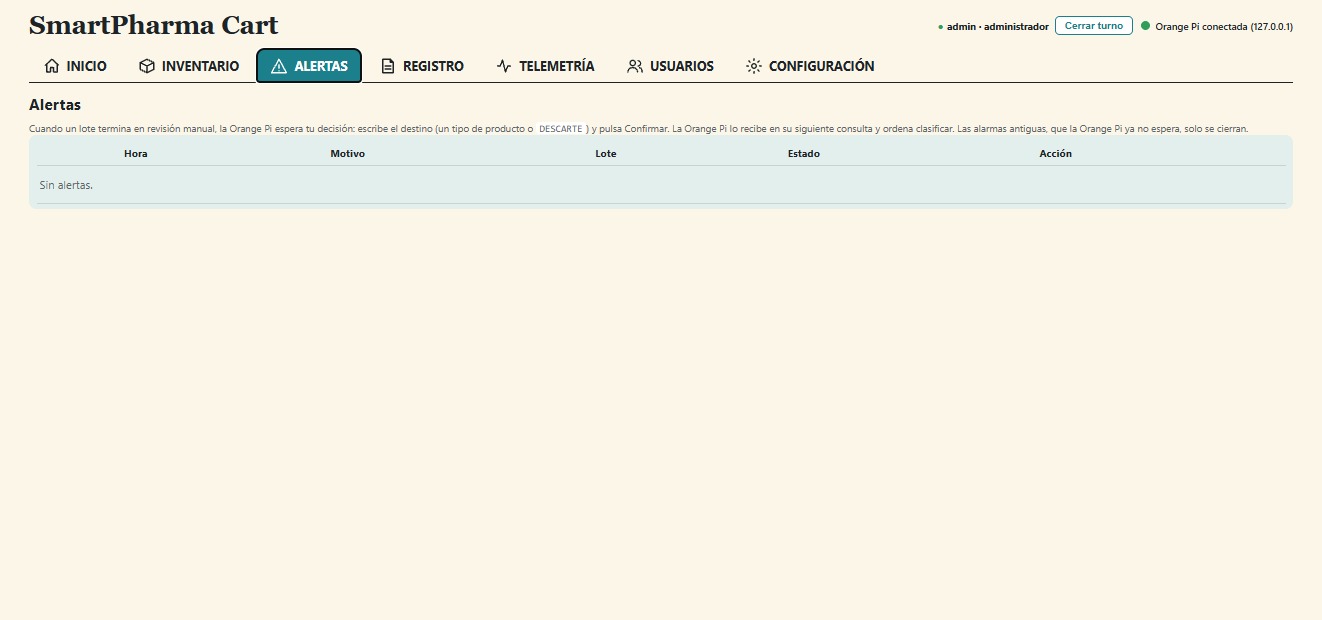 SmartPharma Cart
admin · administrador Cerrar turno Orange Pi conectada (127.0.0.1)
INICIO INVENTARIO ALERTAS REGISTRO TELEMETRÍA USUARIOS CONFIGURACIÓN
Alertas
Cuando un lote termina en revisión manual, la Orange Pi espera tu decisión: escribe el destino (un tipo de producto o DESCARTE ) y pulsa Confirmar. La Orange Pi lo recibe en su siguiente consulta y ordena clasificar. Las alarmas antiguas, que la Orange Pi ya no espera, solo se cierran.
Hora Motivo Lote Estado Acción
Sin alertas.